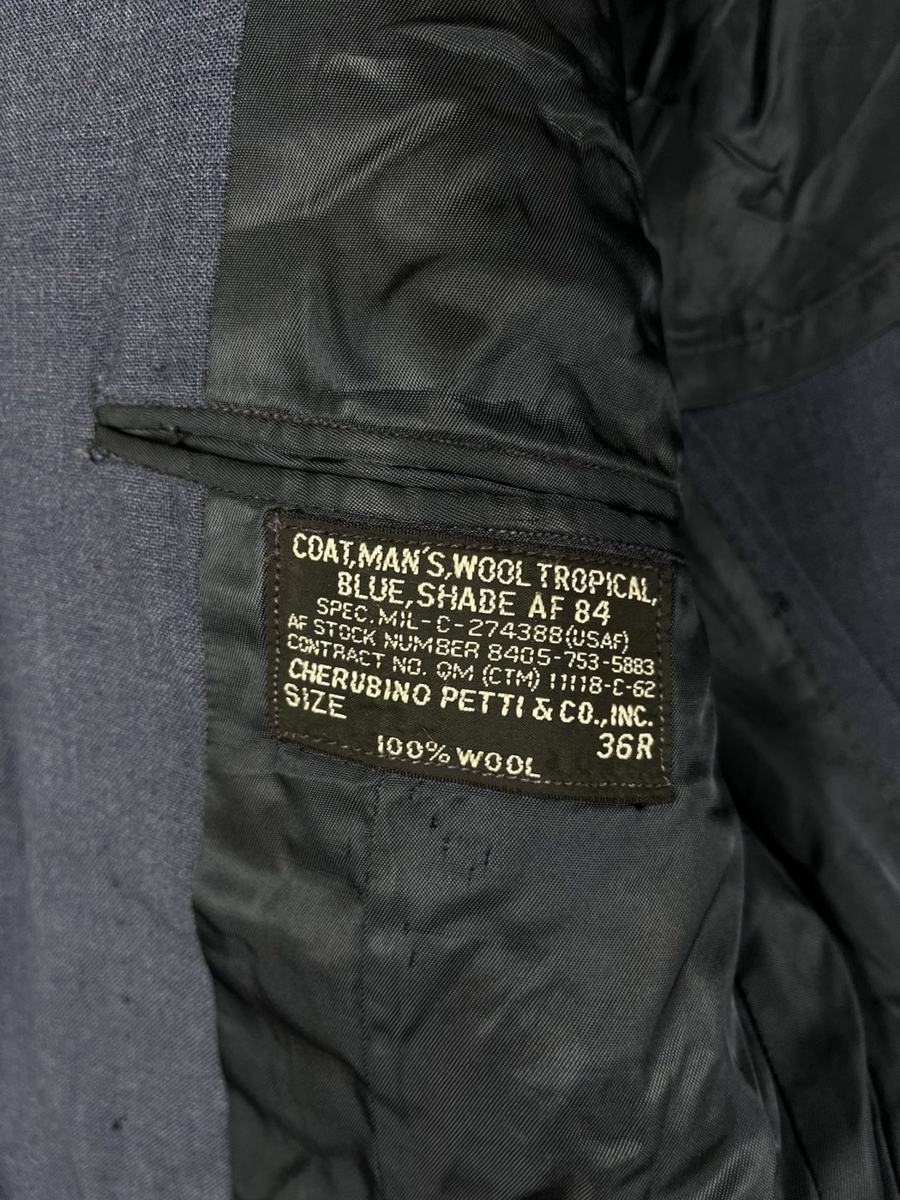 COAT, MAN'S, WOOL TROPICAL,
BLUE, SHADE AF 84
SPEC. MIL-C-274388 (USAF)
AF STOCK NUMBER 8405-753-5883
CONTRACT NO. QM (CTM) 11118-C-62
CHERUBINO PETTI & CO., INC.
SIZE
36R
100% WOOL